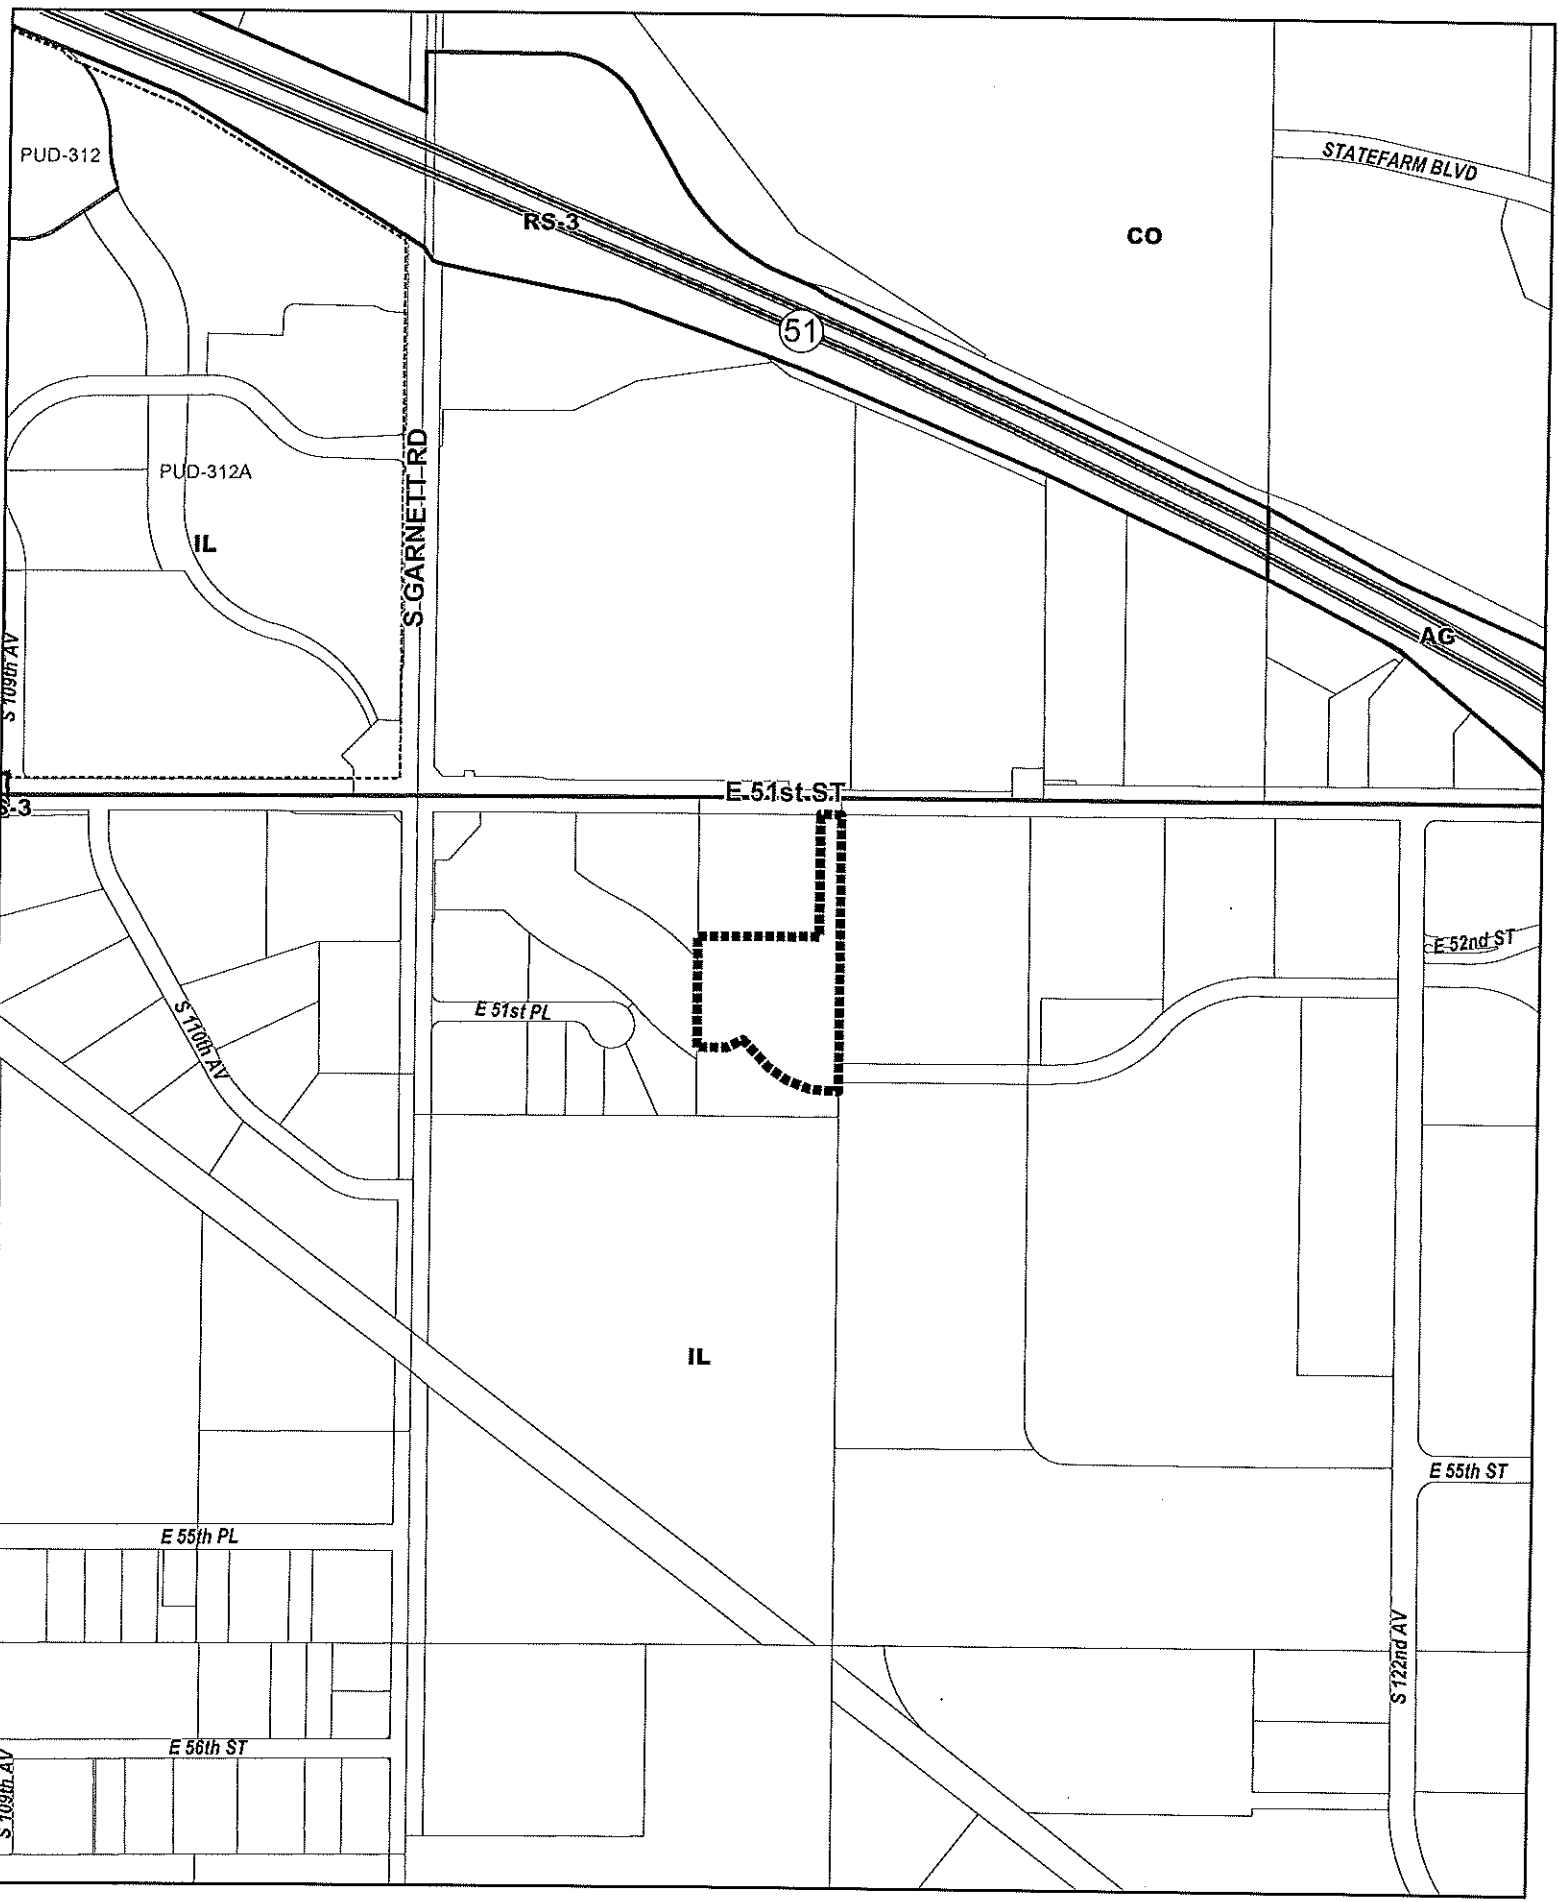 STATEFARM BLVD
PUD-312
RS-3
CO
51
S GARNETT RD
PUD-312A
IL
AG
S 109th AV
E 51st ST
S-3
E 52nd ST
E 51st PL
S 110th AV
IL
E 55th ST
E 55th PL
S 122nd AV
E 56th ST
S 109th AV